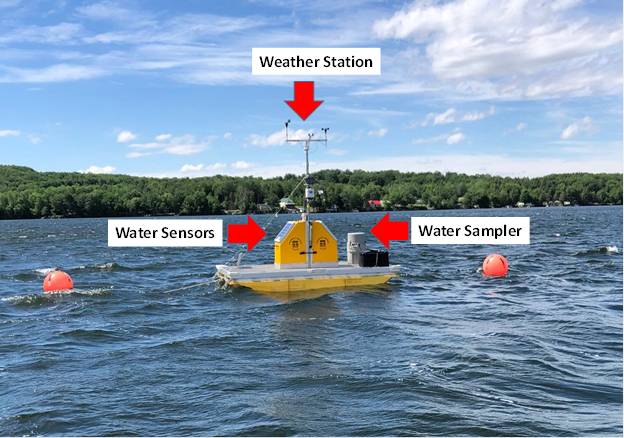 Weather Station
Water Sensors
Water Sampler